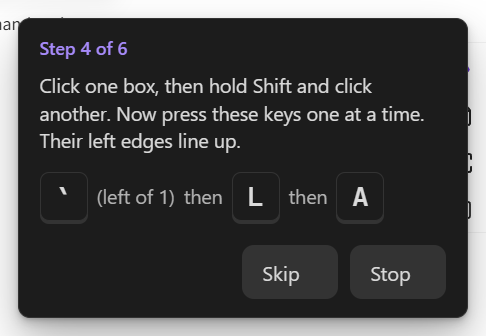 Step 4 of 6
Click one box, then hold Shift and click
another. Now press these keys one at a time.
Their left edges line up.
` (left of 1) then L then A
Skip Stop